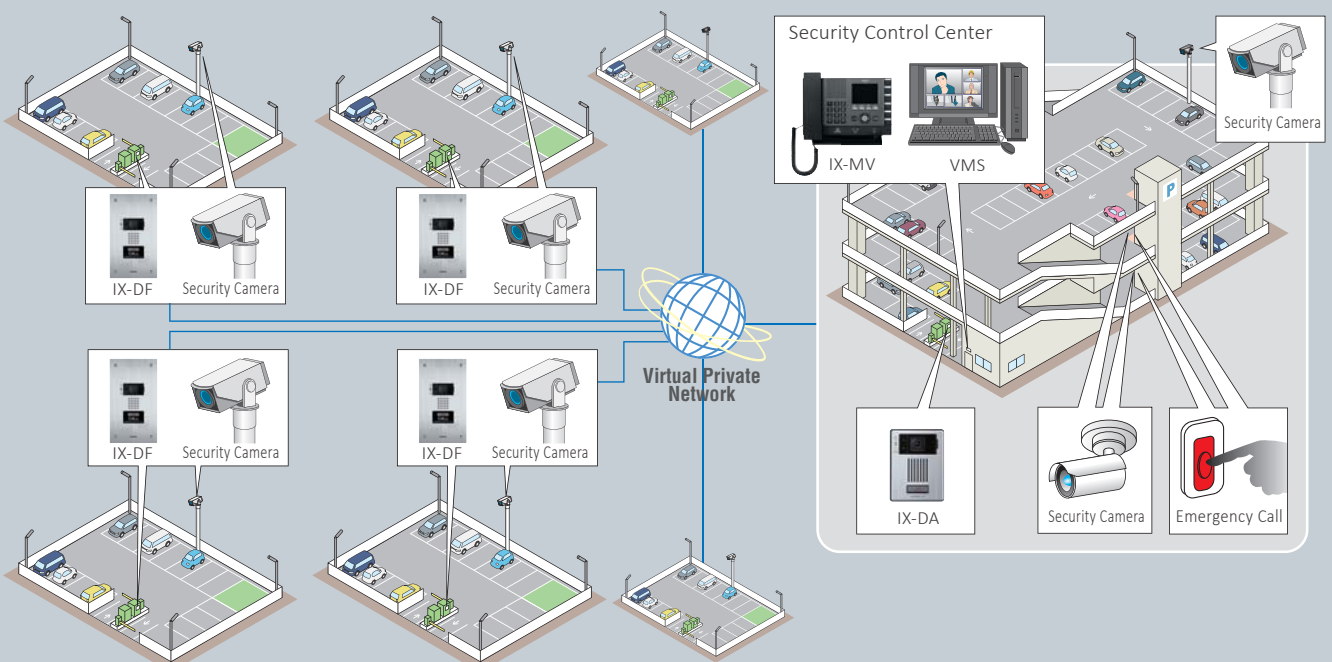 Security Control Center
IX-MV
VMS
Security Camera
P
IX-DF
Security Camera
IX-DF
Security Camera
Virtual Private
Network
IX-DF
Security Camera
IX-DF
Security Camera
IX-DA
Security Camera
Emergency Call